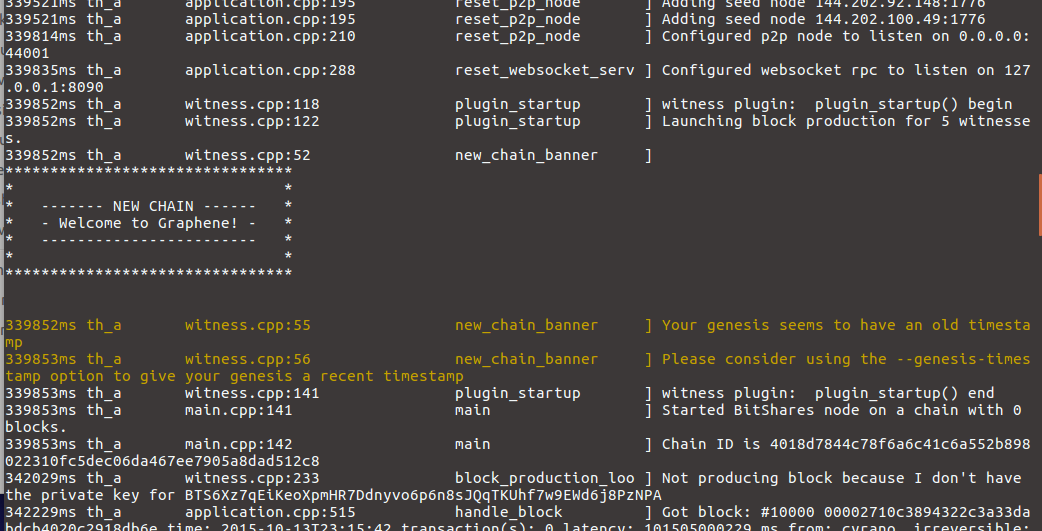 339521ms th_a application.cpp:195 reset_p2p_node ] Adding seed node 144.202.92.148:1776
339521ms th_a application.cpp:195 reset_p2p_node ] Adding seed node 144.202.100.49:1776
339814ms th_a application.cpp:210 reset_p2p_node ] Configured p2p node to listen on 0.0.0.0:
44001
339835ms th_a application.cpp:288 reset_websocket_serv ] Configured websocket rpc to listen on 127
.0.0.1:8090
339852ms th_a witness.cpp:118 plugin_startup ] witness plugin: plugin_startup() begin
339852ms th_a witness.cpp:122 plugin_startup ] Launching block production for 5 witnesse
s.
339852ms th_a witness.cpp:52 new_chain_banner ]
********************************
* *
* ------- NEW CHAIN ------ *
* - Welcome to Graphene! - *
* ------------------------ *
* *
********************************
339852ms th_a witness.cpp:55 new_chain_banner ] Your genesis seems to have an old timesta
mp
339853ms th_a witness.cpp:56 new_chain_banner ] Please consider using the --genesis-times
tamp option to give your genesis a recent timestamp
339853ms th_a witness.cpp:141 plugin_startup ] witness plugin: plugin_startup() end
339853ms th_a main.cpp:141 main ] Started BitShares node on a chain with 0
blocks.
339853ms th_a main.cpp:142 main ] Chain ID is 4018d7844c78f6a6c41c6a552b898
022310fc5dec06da467ee7905a8dad512c8
342029ms th_a witness.cpp:233 block_production_loo ] Not producing block because I don't have
the private key for BTS6Xz7qEiKeoXpmHR7Ddnyvo6p6n8sJQqTKUhf7w9EWd6j8PzNPA
342229ms th_a application.cpp:515 handle_block ] Got block: #10000 00002710c3894322c3a33da
bdcb4020c2918db6e time: 2015-10-13T23:15:42 transaction(s): 0 latency: 101505000229 ms from: cyrano irreversible: